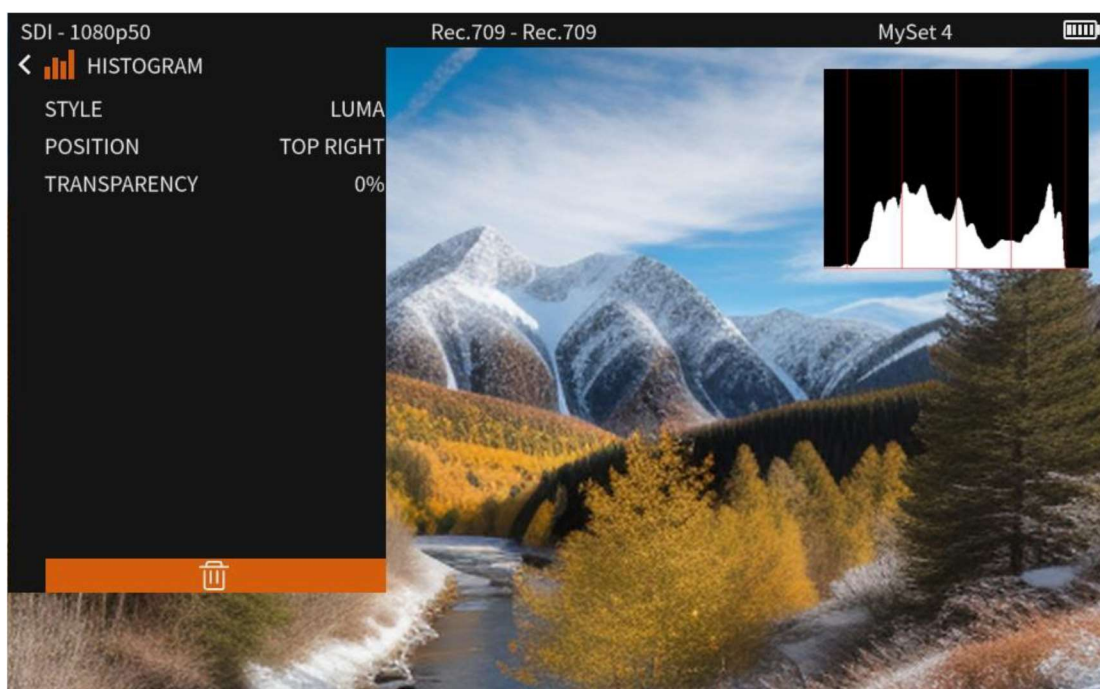 SDI - 1080p50 Rec.709 - Rec.709 MySet 4
HISTOGRAM
STYLE LUMA
POSITION TOP RIGHT
TRANSPARENCY 0%